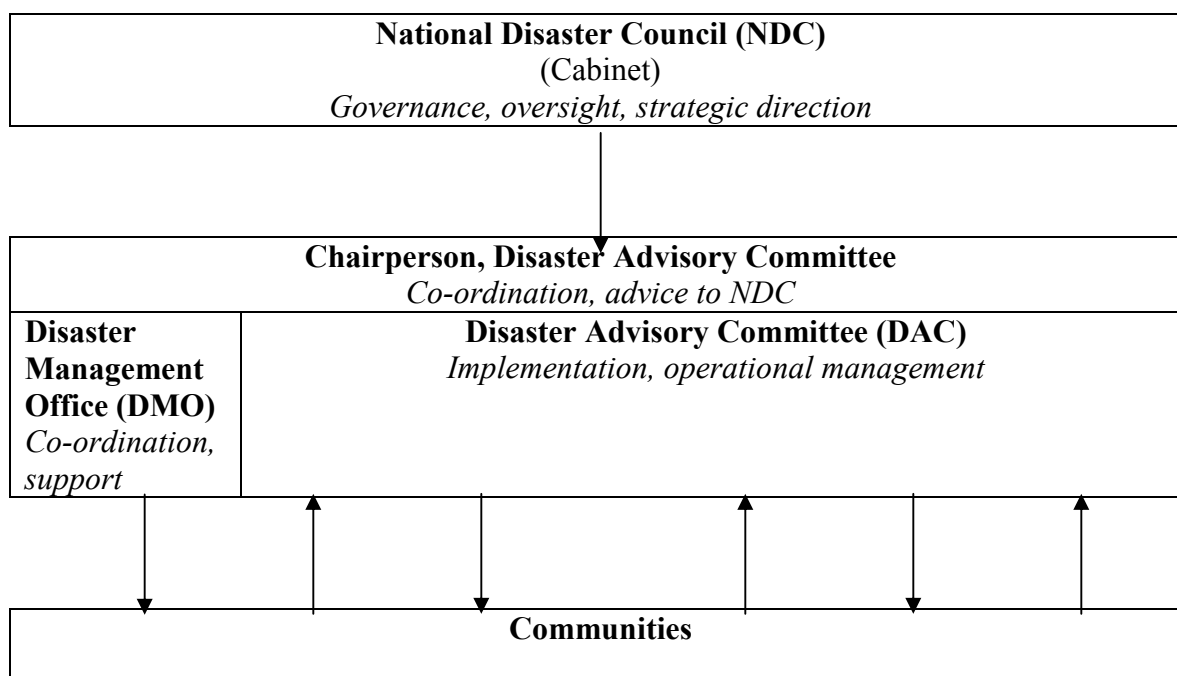 National Disaster Council (NDC)
(Cabinet)
Governance, oversight, strategic direction
Chairperson, Disaster Advisory Committee
Co-ordination, advice to NDC
Disaster
Management
Office (DMO)
Co-ordination,
support
Disaster Advisory Committee (DAC)
Implementation, operational management
Communities